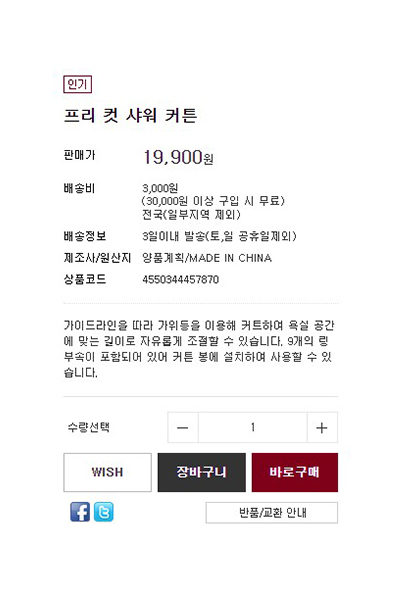 인기
프리 컷 샤워 커튼
판매가 19,900원
배송비 3,000원
(30,000원 이상 구입 시 무료)
전국(일부지역 제외)
배송정보 3일이내 발송(토,일 공휴일제외)
제조사/원산지 양품계획/MADE IN CHINA
상품코드 4550344457870
가이드라인을 따라 가위등을 이용해 커트하여 욕실 공간
에 맞는 길이로 자유롭게 조절할 수 있습니다. 9개의 링
부속이 포함되어 있어 커튼 봉에 설치하여 사용할 수 있
습니다.
수량선택 — 1 +
WISH 장바구니 바로구매
반품/교환 안내